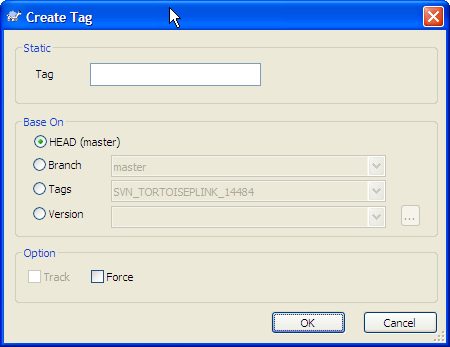 Create Tag
Static
Tag
Base On
HEAD (master)
Branch master
Tags SVN_TORTOISEPLINK_14484
Version ...
Option
Track Force
OK Cancel